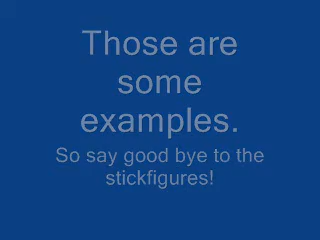 Those are
some
examples.
So say good bye to the
stickfigures!